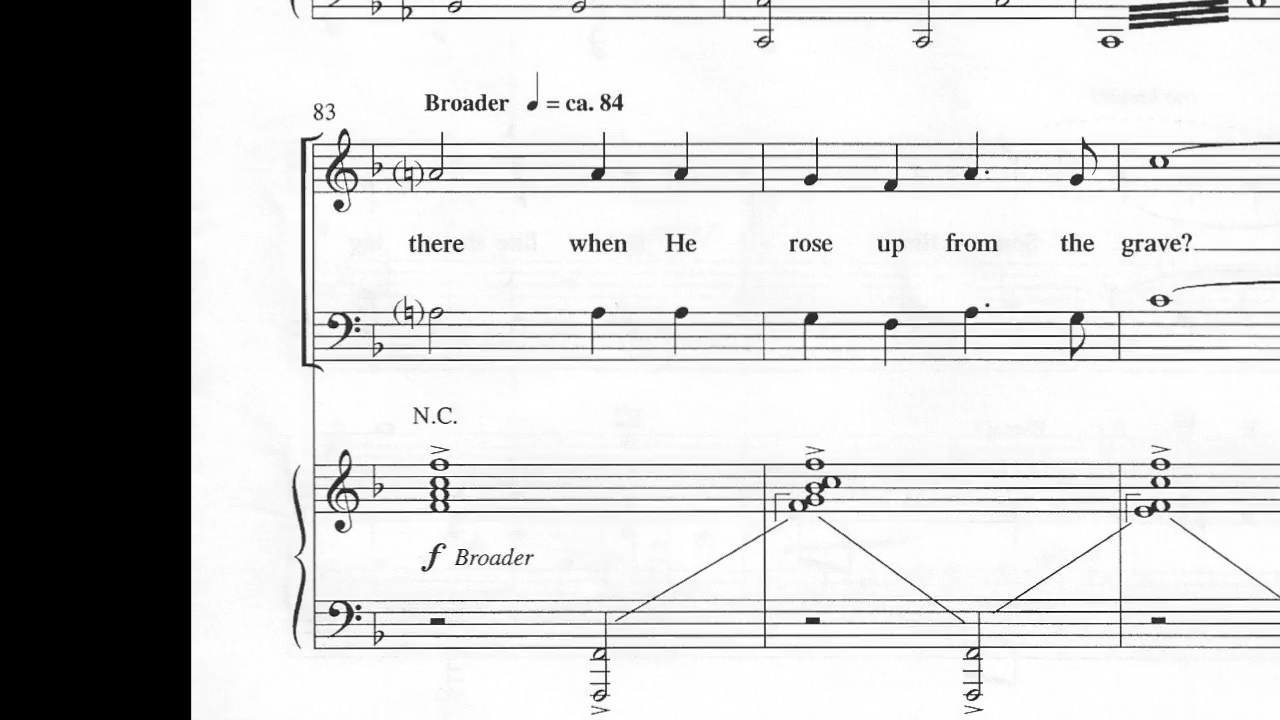 83
Broader ♩ = ca. 84
there when He rose up from the grave?
N.C.
f Broader